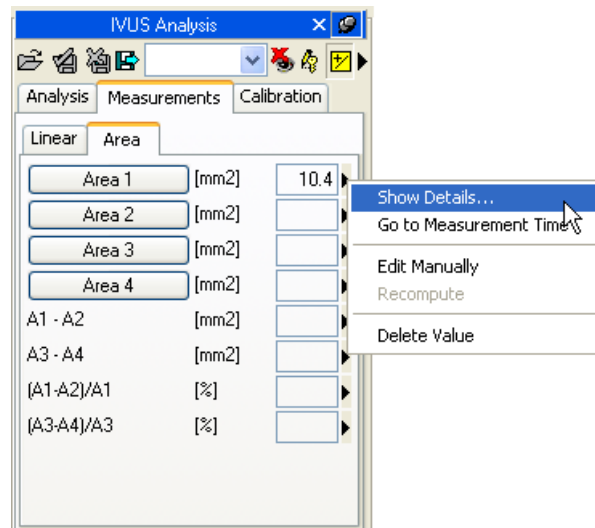 IVUS Analysis
Analysis Measurements Calibration
Linear Area
Area 1 [mm2] 10.4
Area 2 [mm2]
Area 3 [mm2]
Area 4 [mm2]
A1 - A2 [mm2]
A3 - A4 [mm2]
(A1-A2)/A1 [%]
(A3-A4)/A3 [%]
Show Details...
Go to Measurement Time
Edit Manually
Recompute
Delete Value